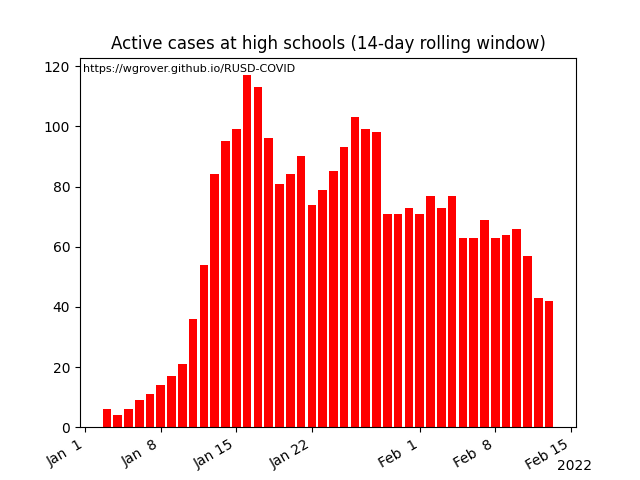 Active cases at high schools (14-day rolling window)
https://wgrover.github.io/RUSD-COVID
120
100
80
60
40
20
0
Jan 1
Jan 8
Jan 15
Jan 22
Feb 1
Feb 8
Feb 15
2022